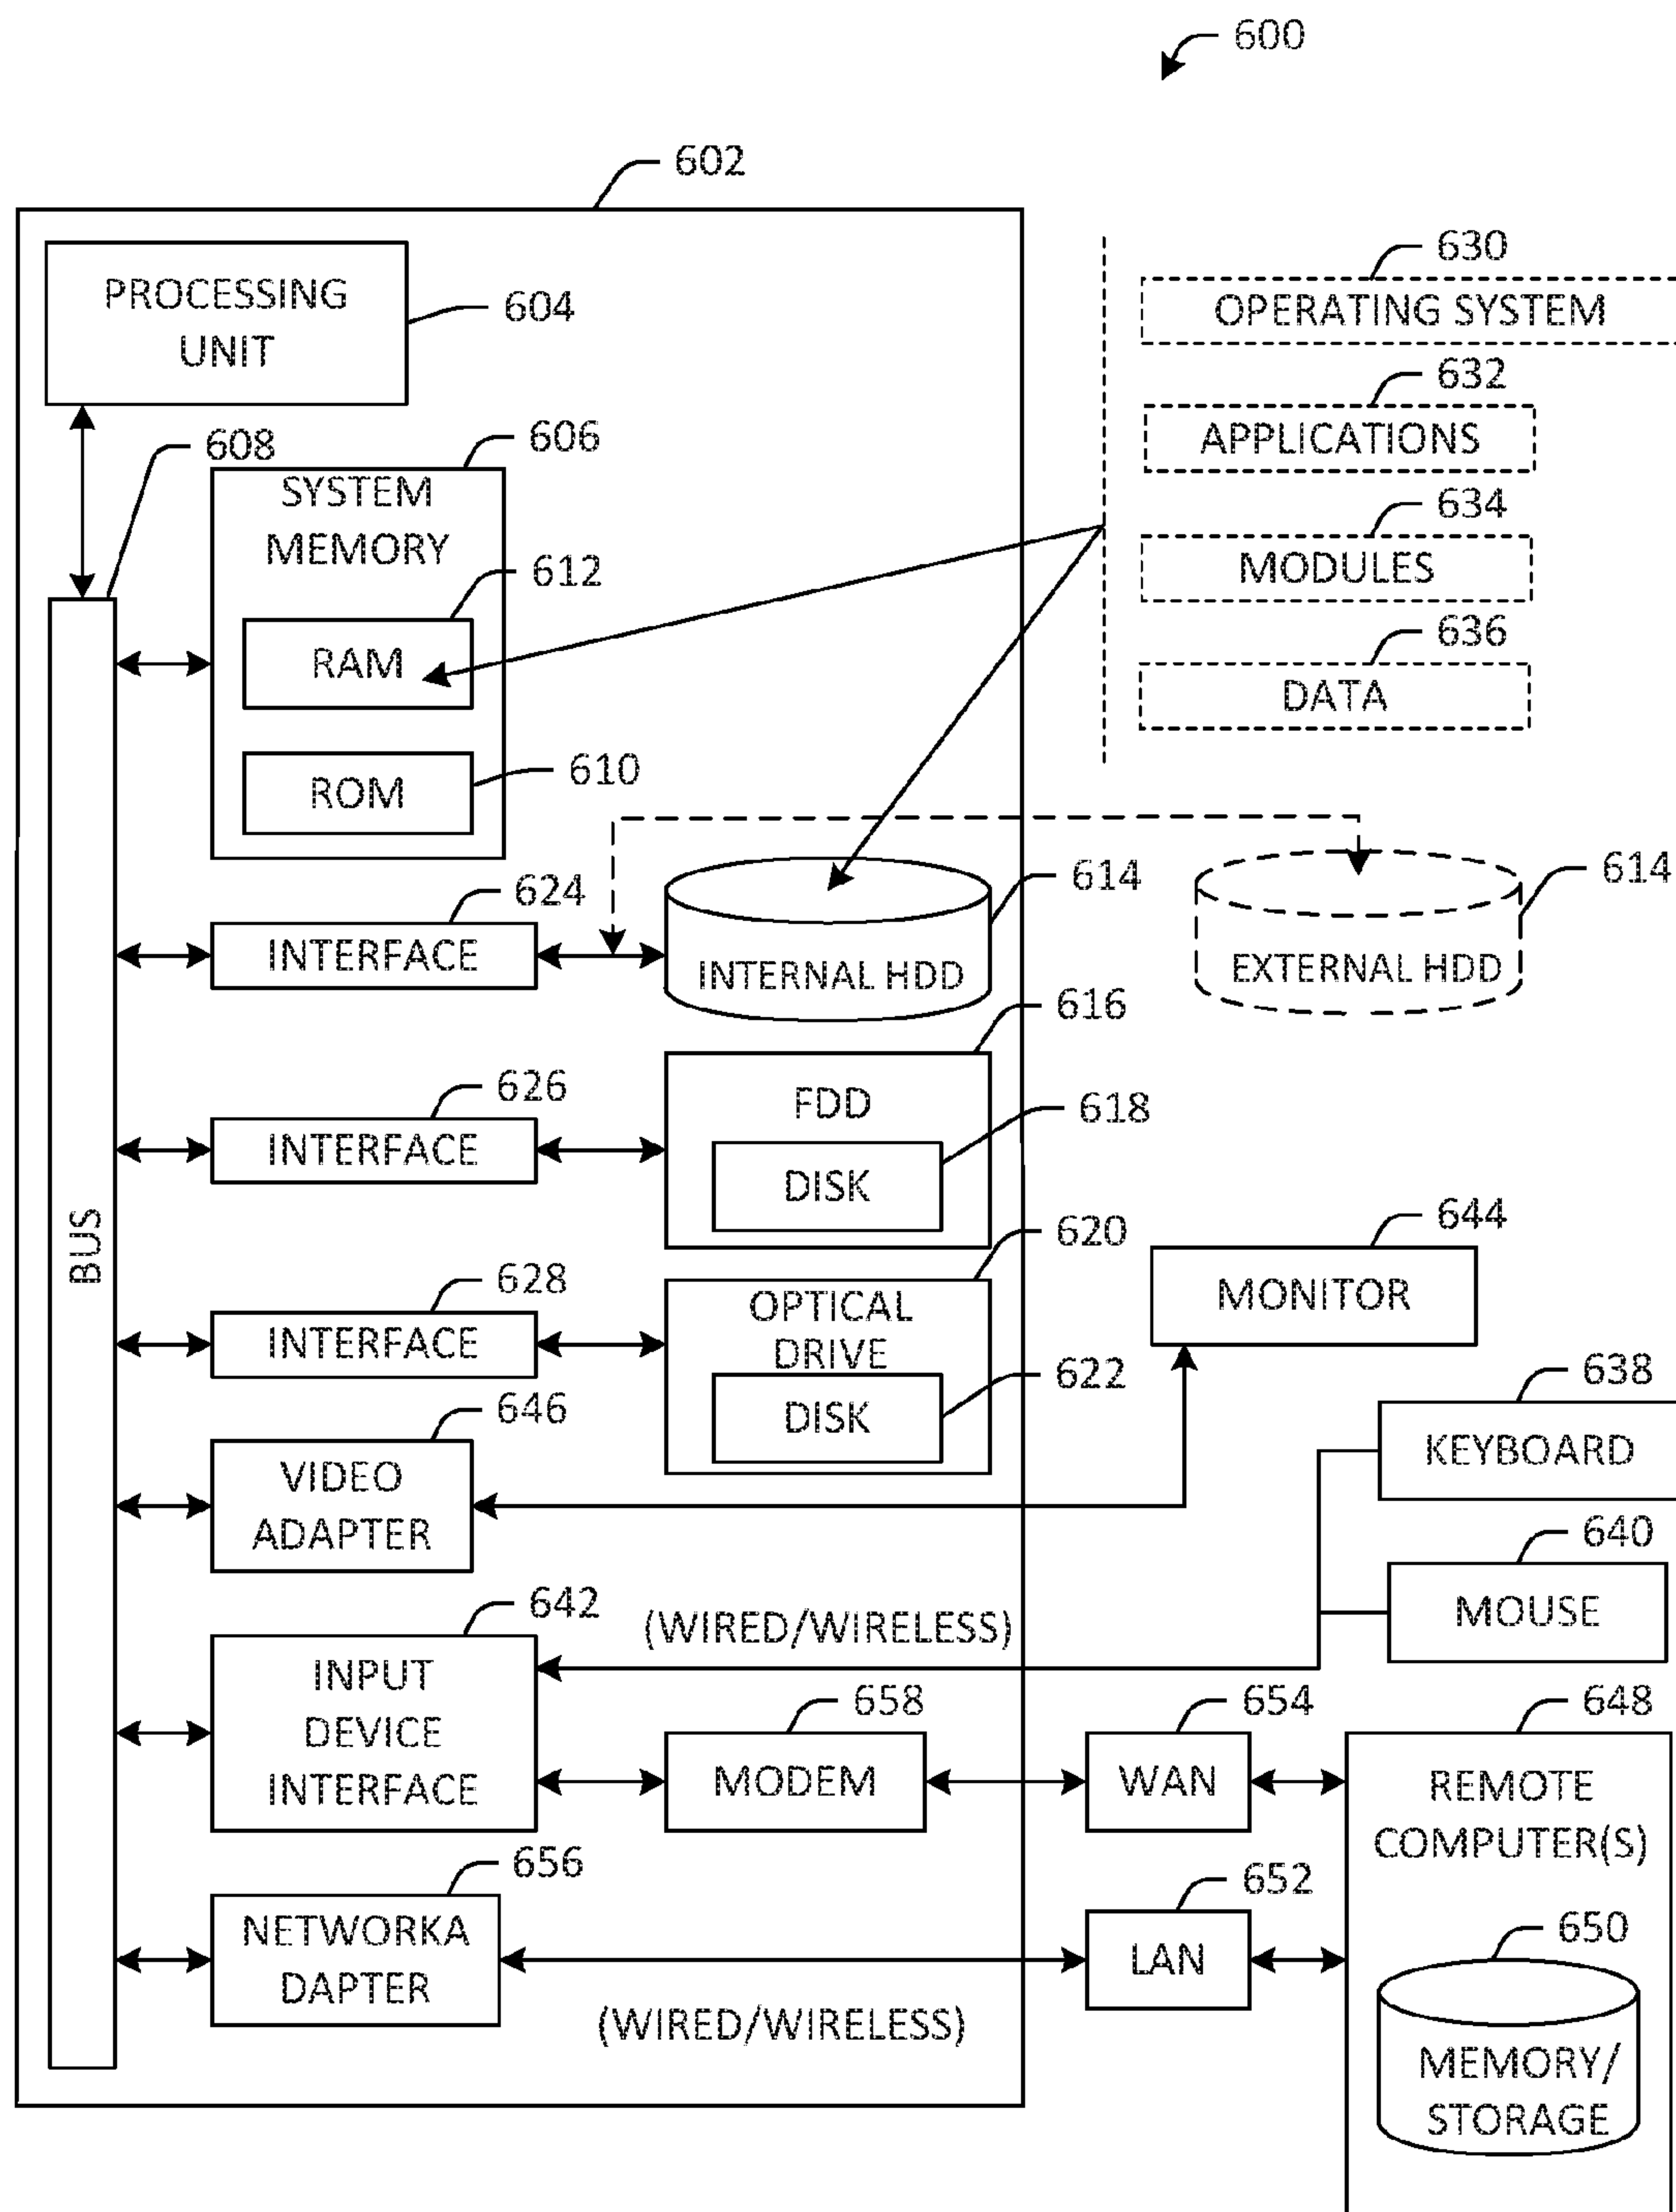 600
602
PROCESSING
UNIT
604
630
OPERATING SYSTEM
632
APPLICATIONS
634
MODULES
636
DATA
608
606
SYSTEM
MEMORY
612
RAM
610
ROM
624
INTERFACE
614
INTERNAL HDD
614
EXTERNAL HDD
616
FDD
618
DISK
626
INTERFACE
BUS
620
OPTICAL
DRIVE
622
DISK
628
INTERFACE
644
MONITOR
646
VIDEO
ADAPTER
638
KEYBOARD
640
MOUSE
642
INPUT
DEVICE
INTERFACE
(WIRED/WIRELESS)
658
MODEM
654
WAN
648
REMOTE
COMPUTER(S)
656
NETWORKA
DAPTER
652
LAN
650
MEMORY/
STORAGE
(WIRED/WIRELESS)